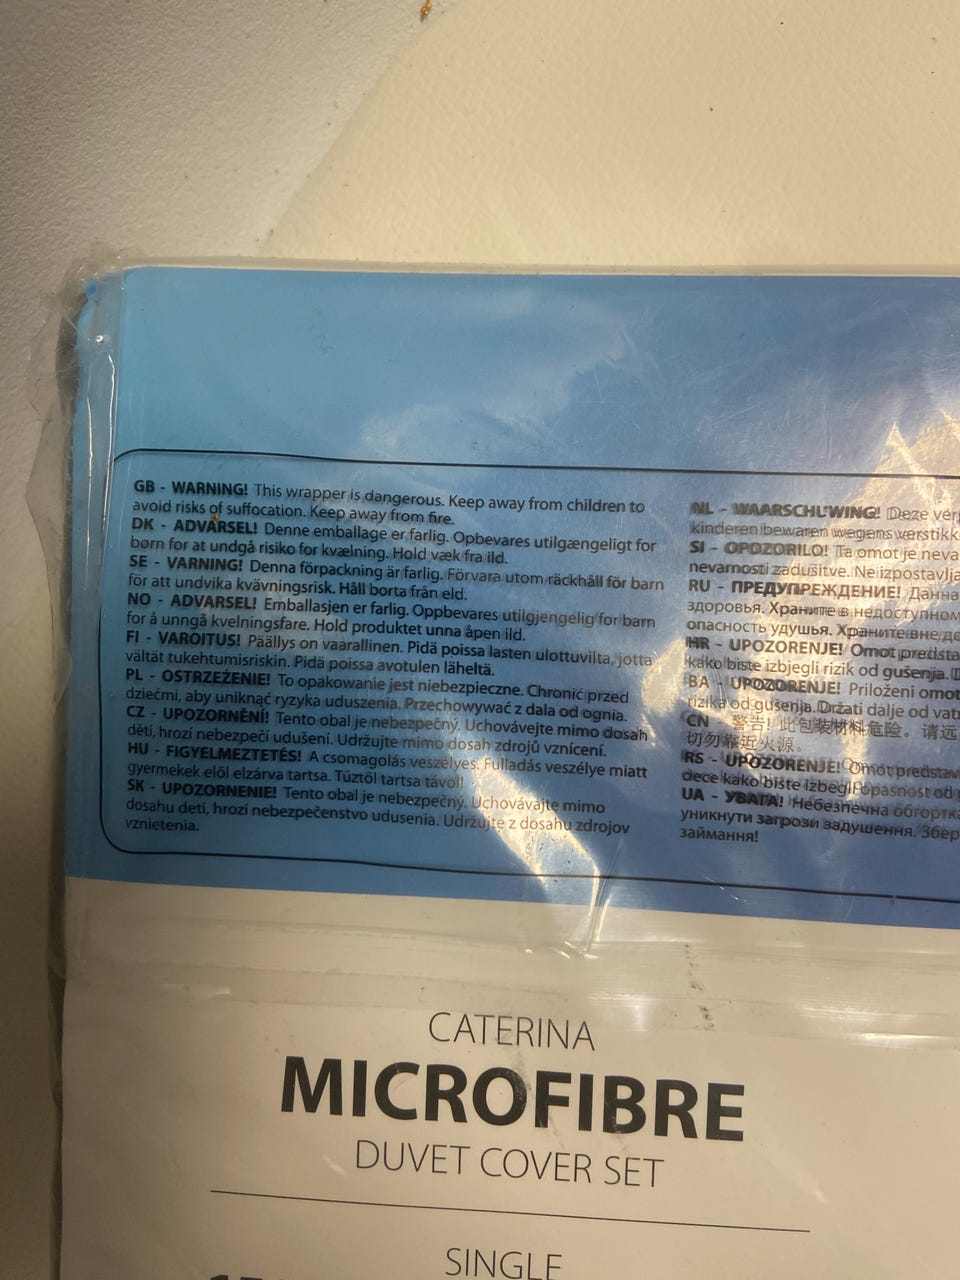 GB - WARNING! This wrapper is dangerous. Keep away from children to
avoid risks of suffocation. Keep away from fire.
DK - ADVARSEL! Denne emballage er farlig. Opbevares utilgængeligt for
børn for at undgå risiko for kvælning. Hold væk fra ild.
SE - VARNING! Denna förpackning är farlig. Förvara utom räckhåll för barn
för att undvika kvävningsrisk. Håll borta från eld.
NO - ADVARSEL! Emballasjen er farlig. Oppbevares utilgjengelig for barn
for å unngå kvelningsfare. Hold produktet unna åpen ild.
FI - VAROITUS! Päällys on vaarallinen. Pidä poissa lasten ulottuvilta, jotta
vältät tukehtumisriskin. Pidä poissa avotulen läheltä.
PL - OSTRZEŻENIE! To opakowanie jest niebezpieczne. Chronić przed
dziećmi, aby uniknąć ryzyka uduszenia. Przechowywać z dala od ognia.
CZ - UPOZORNĚNÍ! Tento obal je nebezpečný. Uchovávejte mimo dosah
dětí, hrozí nebezpečí udušení. Udržujte mimo dosah zdrojů vznícení.
HU - FIGYELMEZTETÉS! A csomagolás veszélyes. Fulladás veszélye miatt
gyermekek elől elzárva tartsa. Tűztől tartsa távol!
SK - UPOZORNENIE! Tento obal je nebezpečný. Uchovávajte mimo
dosahu detí, hrozí nebezpečenstvo udusenia. Udržujte z dosahu zdrojov
vznietenia.
NL - WAARSCHUWING! Deze
kinderen bewaren wegens
SI - OPOZORILO! Ta omot je
nevarnosti zadušitve. Ne
RU - ПРЕДУПРЕЖДЕНИЕ!
здоровья. Храните в недоступном
опасность удушья. Храните вне
HR - UPOZORENJE! Omot
kako biste izbjegli rizik od gušenja.
BA - UPOZORENJE! Priloženi omot
rizika od gušenja. Držati dalje od
CN - 警告! 此包装材料危险。请远
切勿靠近火源。
RS - UPOZORENJE! Omot
dece kako biste izbegli opasnost od
UA - УВАГА! Небезпечна
уникнути загрози задушення.
займання!
CATERINA
MICROFIBRE
DUVET COVER SET
SINGLE